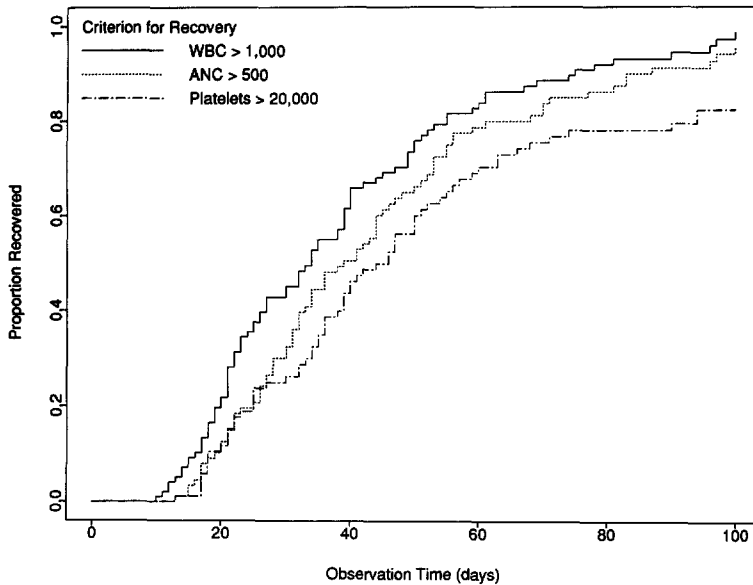 Criterion for Recovery
WBC > 1,000
ANC > 500
Platelets > 20,000
Proportion Recovered
1.0
0.8
0.6
0.4
0.2
0.0
0
20
40
60
80
100
Observation Time (days)